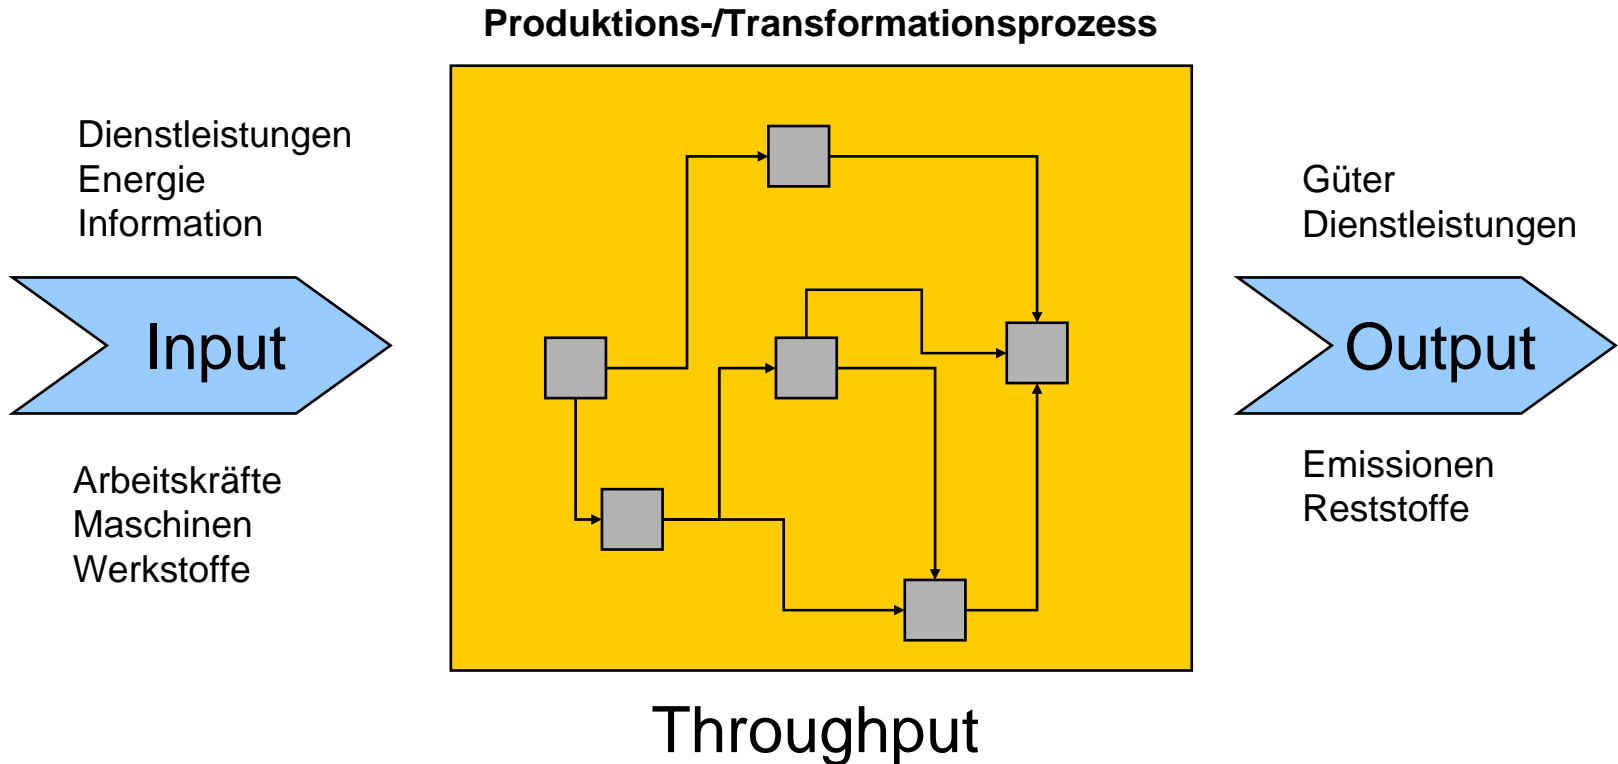 Produktions-/Transformationsprozess
Dienstleistungen
Energie
Information
Input
Arbeitskräfte
Maschinen
Werkstoffe
Güter
Dienstleistungen
Output
Emissionen
Reststoffe
Throughput